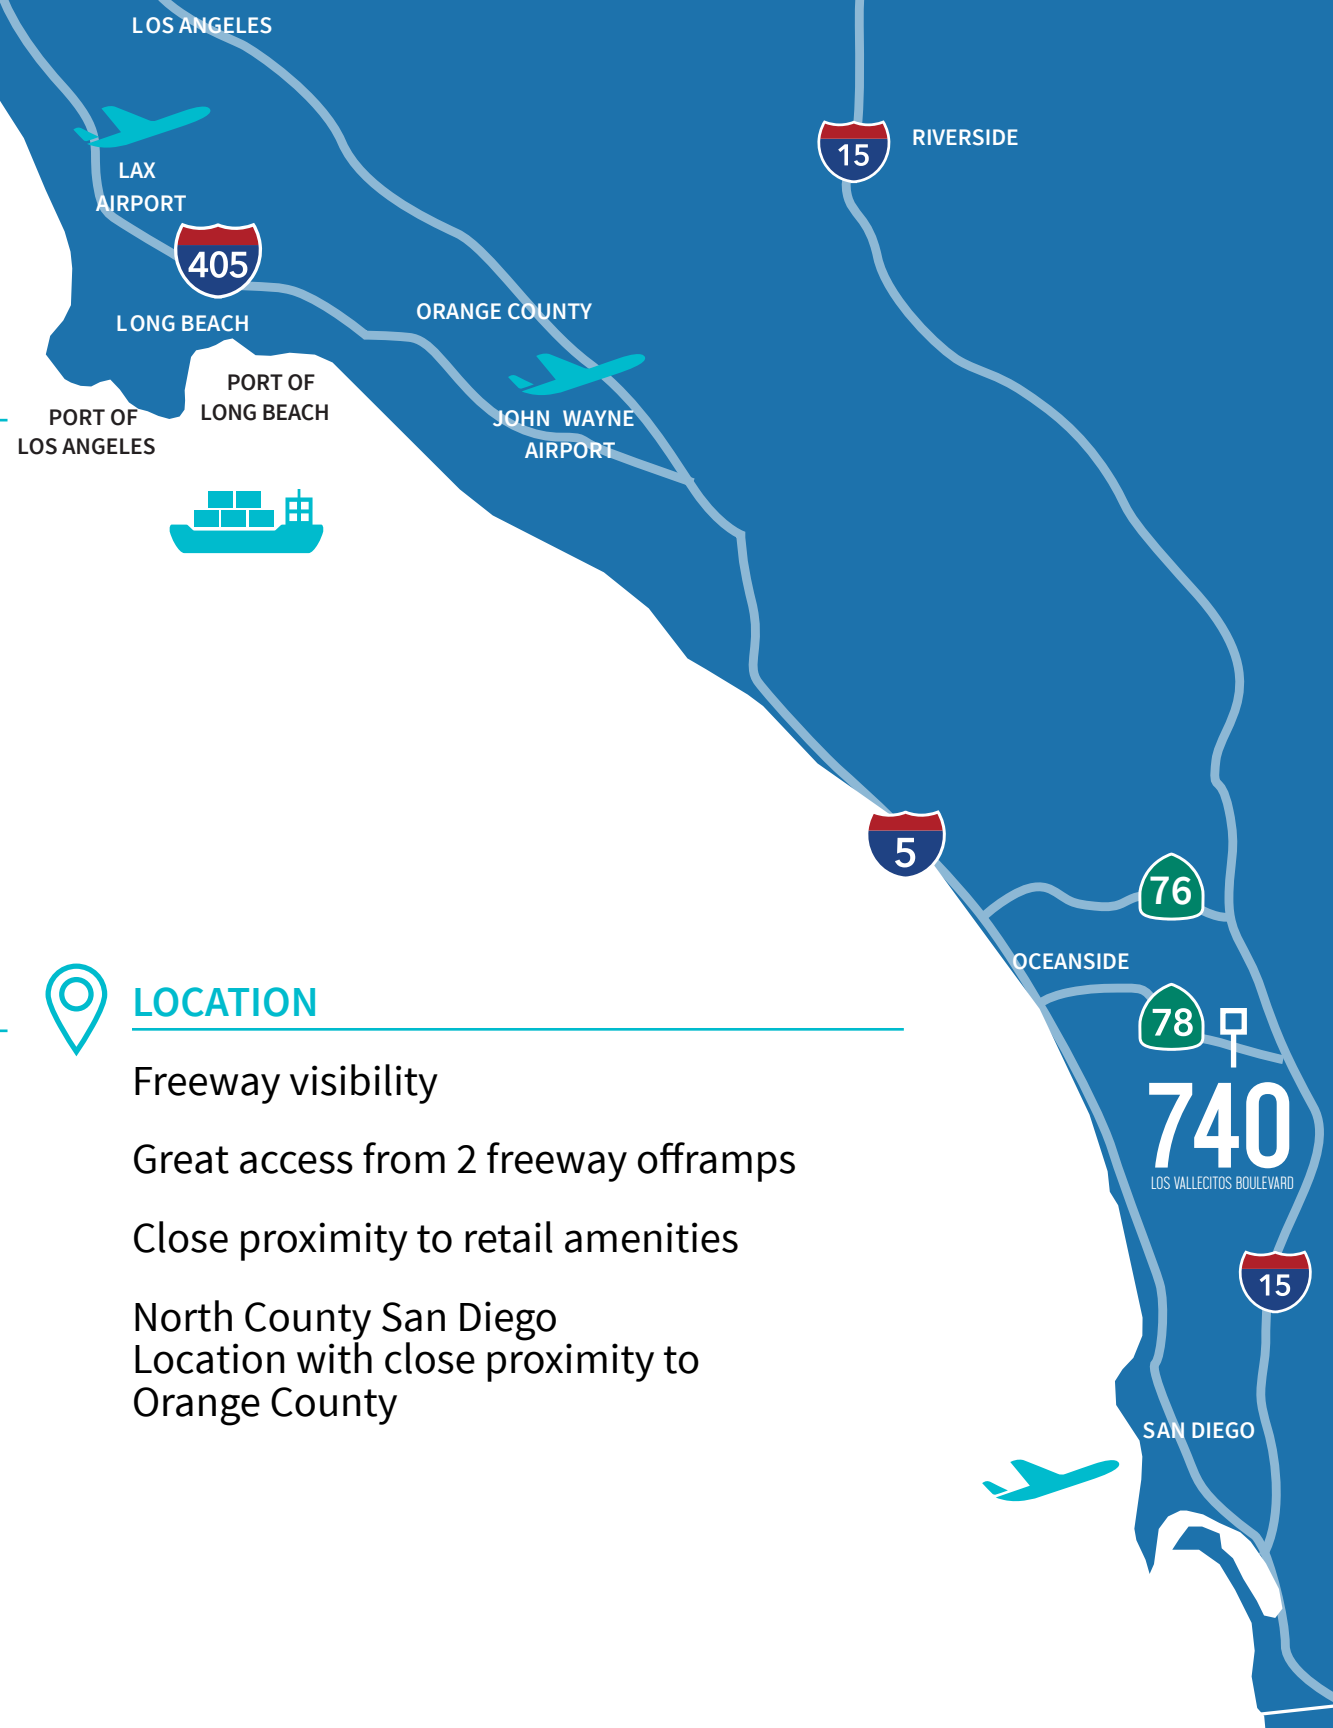 LOS ANGELES
LAX
AIRPORT
405
LONG BEACH
PORT OF
LONG BEACH
PORT OF
LOS ANGELES
ORANGE COUNTY
JOHN WAYNE
AIRPORT
15
RIVERSIDE
5
76
OCEANSIDE
78
740
LOS VALLECITOS BOULEVARD
15
SAN DIEGO
LOCATION
Freeway visibility
Great access from 2 freeway offramps
Close proximity to retail amenities
North County San Diego
Location with close proximity to
Orange County